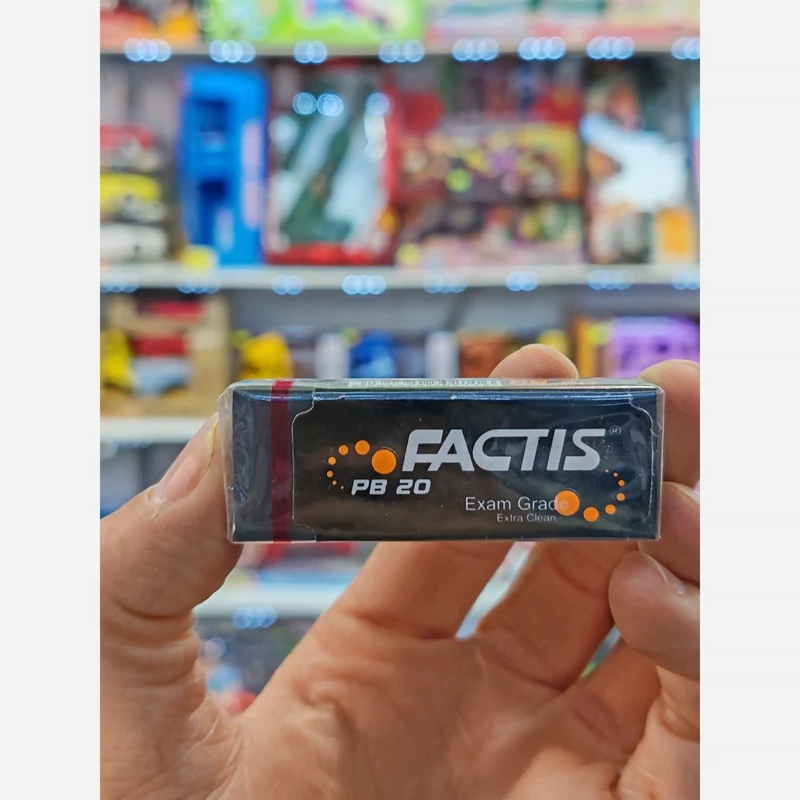 FACTIS®
PB 20
Exam Grade
Extra Clean